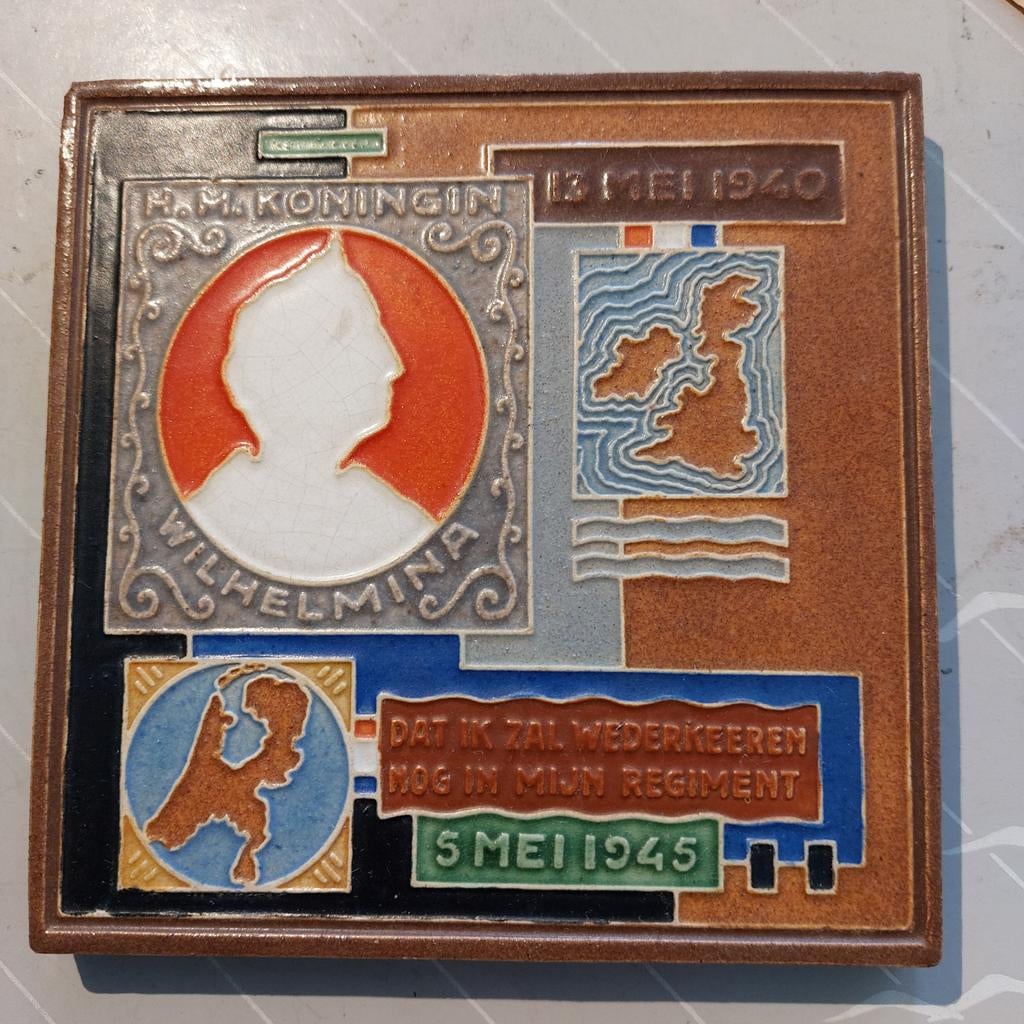 H.M. KONINGIN
WILHELMINA
13 MEI 1940
DAT IK ZAL WEDERKEEREN
NOG IN MIJN REGIMENT
5 MEI 1945